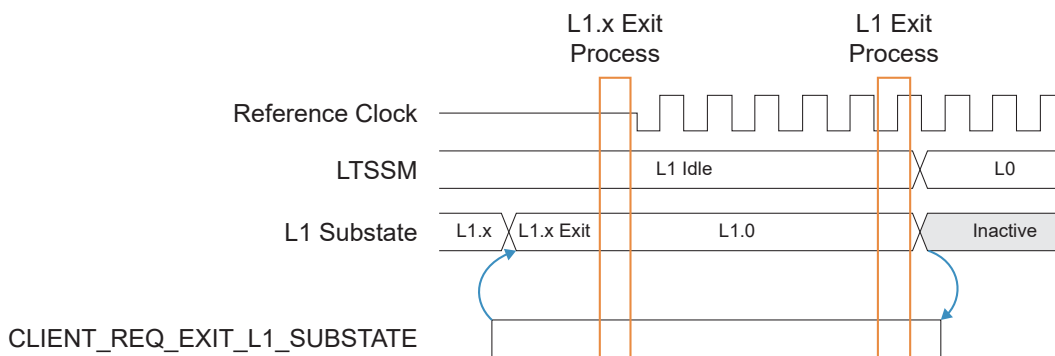 L1.x Exit
Process
L1 Exit
Process
Reference Clock
LTSSM
L1 Idle
L0
L1 Substate
L1.x
L1.x Exit
L1.0
Inactive
CLIENT_REQ_EXIT_L1_SUBSTATE